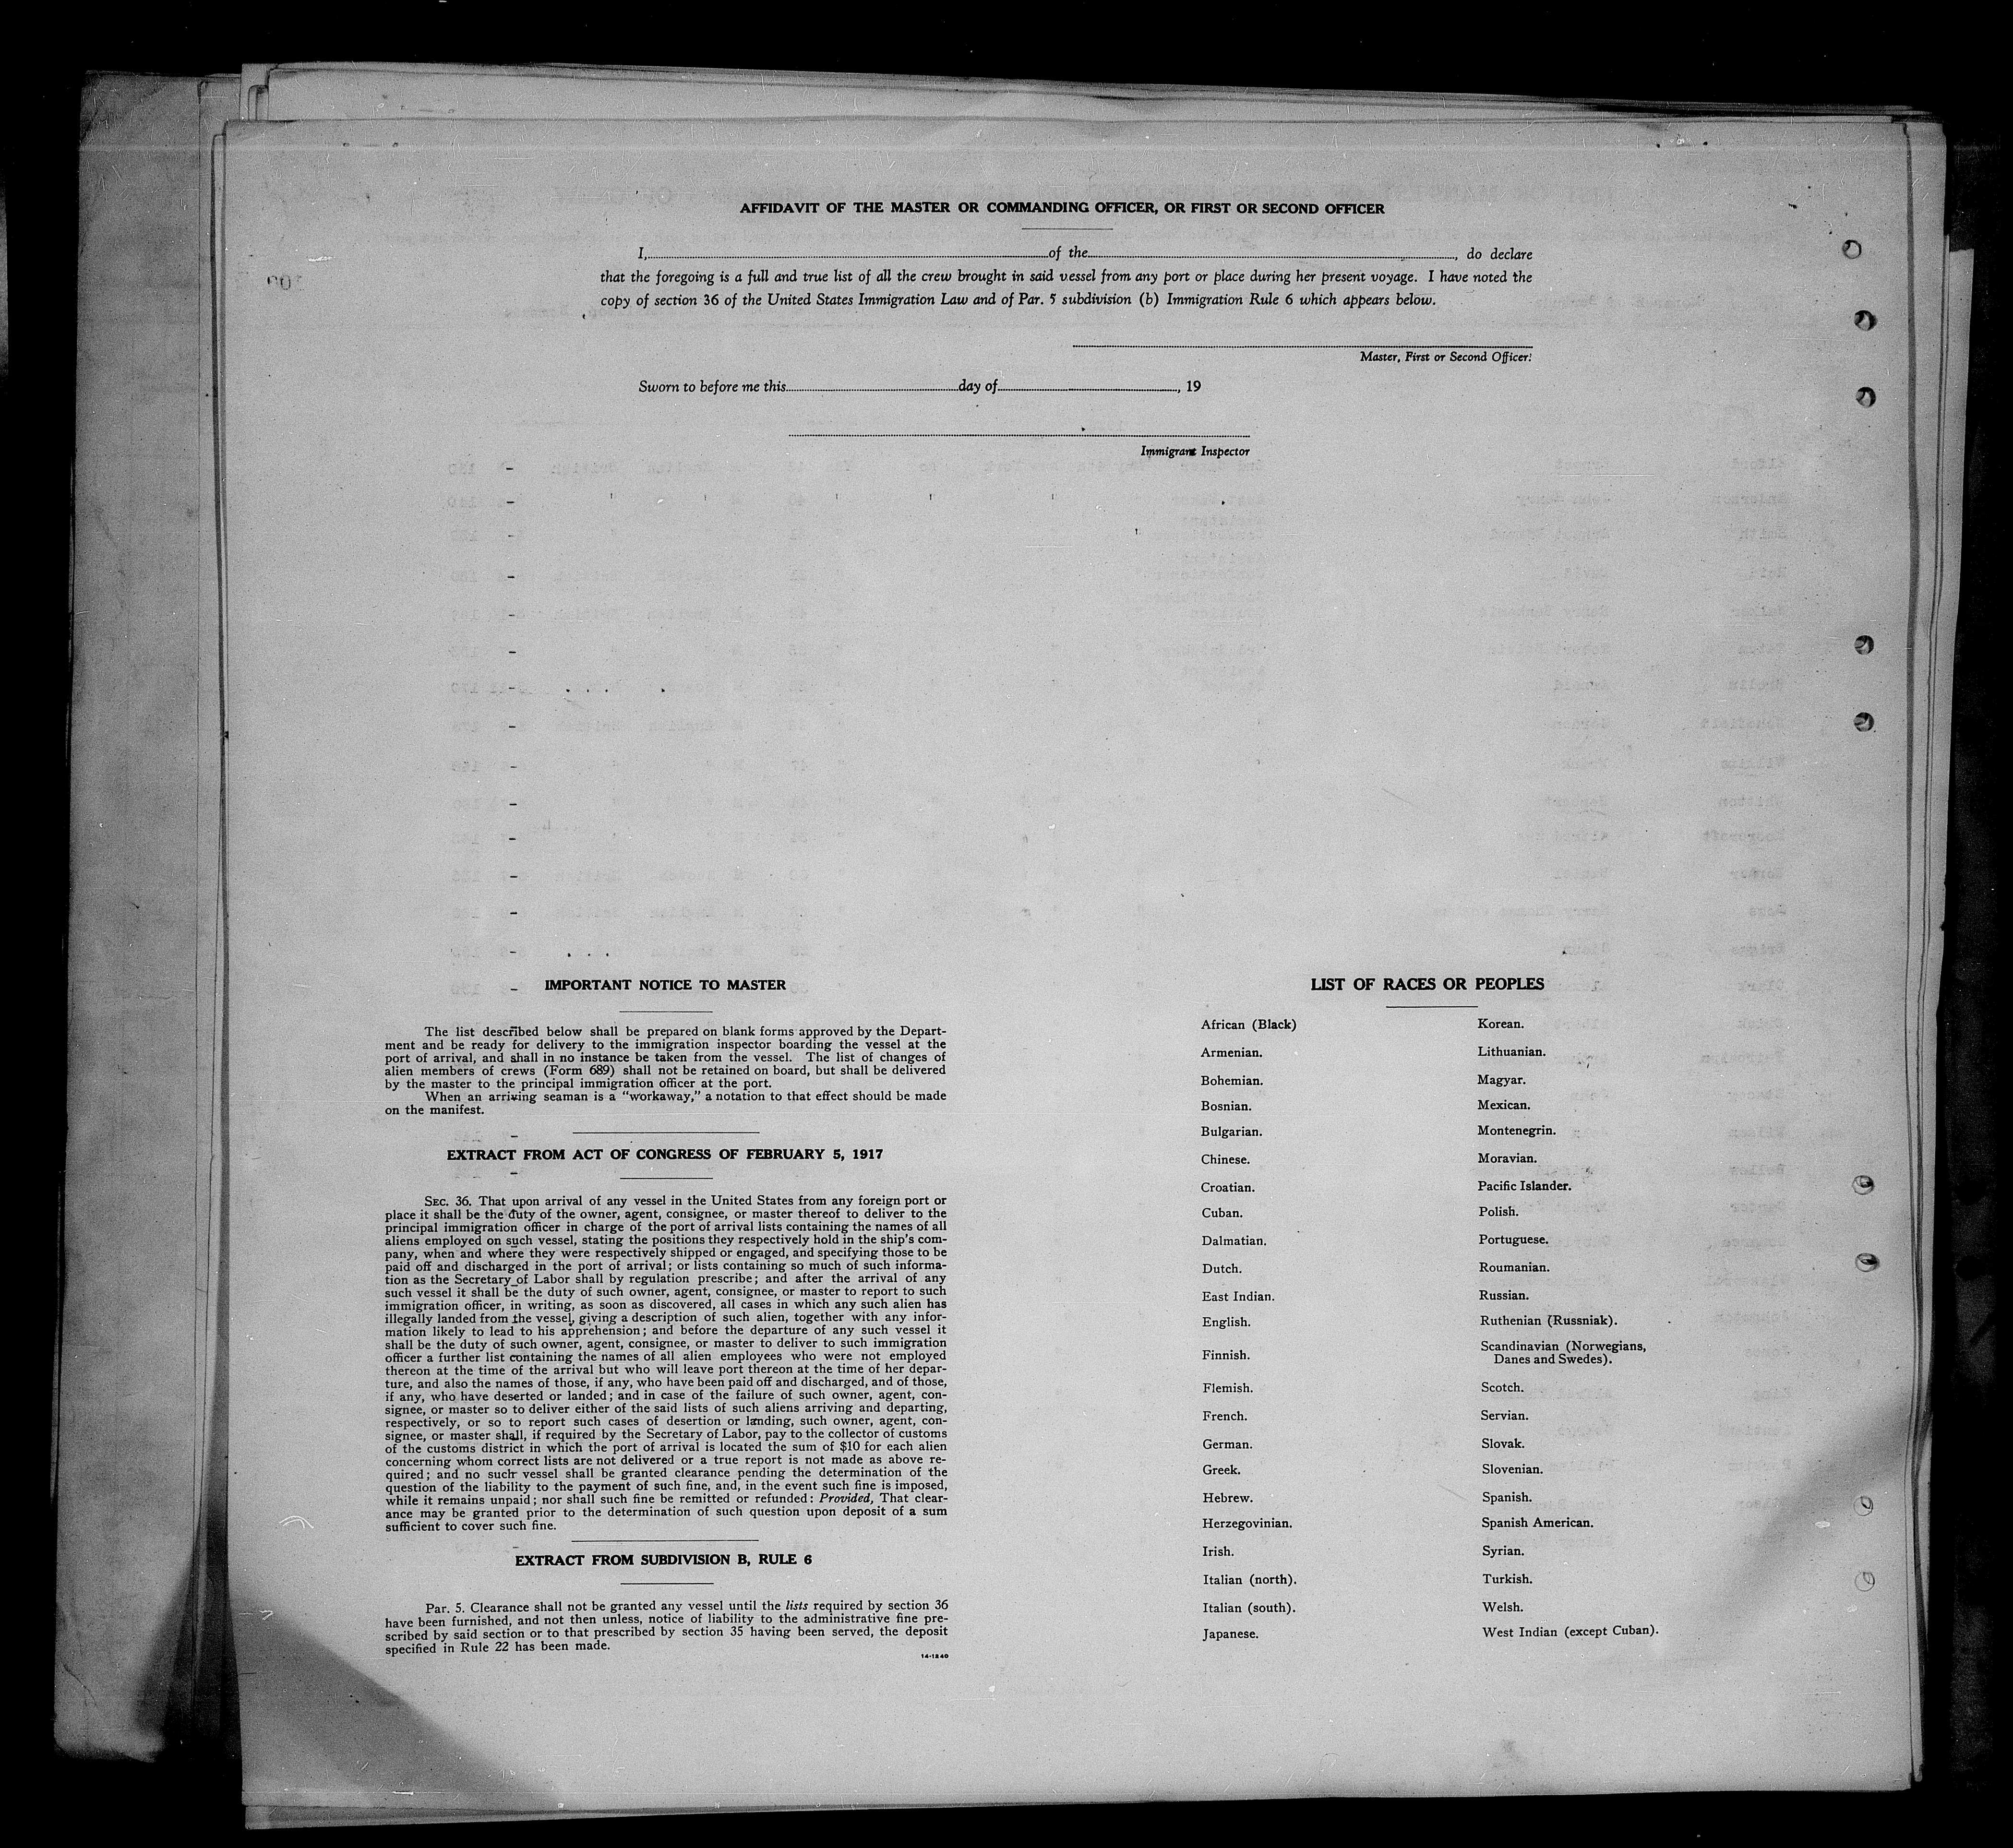 AFFIDAVIT OF THE MASTER OR COMMANDING OFFICER, OR FIRST OR SECOND OFFICER
I, of the , do declare
that the foregoing is a full and true list of all the crew brought in said vessel from any port or place during her present voyage. I have noted the
copy of section 36 of the United States Immigration Law and of Par. 5 subdivision (b) Immigration Rule 6 which appears below.
Master, First or Second Officer.
Sworn to before me this day of , 19
Immigrant Inspector
IMPORTANT NOTICE TO MASTER
The list described below shall be prepared on blank forms approved by the Depart-
ment and be ready for delivery to the immigration inspector boarding the vessel at the
port of arrival, and shall in no instance be taken from the vessel. The list of changes of
alien members of crews (Form 689) shall not be retained on board, but shall be delivered
by the master to the principal immigration officer at the port.
When an arriving seaman is a "workaway," a notation to that effect should be made
on the manifest.
EXTRACT FROM ACT OF CONGRESS OF FEBRUARY 5, 1917
SEC. 36. That upon arrival of any vessel in the United States from any foreign port or
place it shall be the duty of the owner, agent, consignee, or master thereof to deliver to the
principal immigration officer in charge of the port of arrival lists containing the names of all
aliens employed on such vessel, stating the positions they respectively hold in the ship's com-
pany, when and where they were respectively shipped or engaged, and specifying those to be
paid off and discharged in the port of arrival; or lists containing so much of such informa-
tion as the Secretary of Labor shall by regulation prescribe; and after the arrival of any
such vessel it shall be the duty of such owner, agent, consignee, or master to report to such
immigration officer, in writing, as soon as discovered, all cases in which any such alien has
illegally landed from the vessel, giving a description of such alien, together with any infor-
mation likely to lead to his apprehension; and before the departure of any such vessel it
shall be the duty of such owner, agent, consignee, or master to deliver to such immigration
officer a further list containing the names of all alien employees who were not employed
thereon at the time of the arrival but who will leave port thereon at the time of her depar-
ture, and also the names of those, if any, who have been paid off and discharged, and of those,
if any, who have deserted or landed; and in case of the failure of such owner, agent, con-
signee, or master so to deliver either of the said lists of such aliens arriving and departing,
respectively, or so to report such cases of desertion or landing, such owner, agent, con-
signee, or master shall, if required by the Secretary of Labor, pay to the collector of customs
of the customs district in which the port of arrival is located the sum of $10 for each alien
concerning whom correct lists are not delivered or a true report is not made as above re-
quired; and no such vessel shall be granted clearance pending the determination of the
question of the liability to the payment of such fine, and, in the event such fine is imposed,
while it remains unpaid; nor shall such fine be remitted or refunded: Provided, That clear-
ance may be granted prior to the determination of such question upon deposit of a sum
sufficient to cover such fine.
EXTRACT FROM SUBDIVISION B, RULE 6
Par. 5. Clearance shall not be granted any vessel until the lists required by section 36
have been furnished, and not then unless, notice of liability to the administrative fine pre-
scribed by said section or to that prescribed by section 35 having been served, the deposit
specified in Rule 22 has been made.
14-1240
LIST OF RACES OR PEOPLES
African (Black)
Armenian.
Bohemian.
Bosnian.
Bulgarian.
Chinese.
Croatian.
Cuban.
Dalmatian.
Dutch.
East Indian.
English.
Finnish.
Flemish.
French.
German.
Greek.
Hebrew.
Herzegovinian.
Irish.
Italian (north).
Italian (south).
Japanese.
Korean.
Lithuanian.
Magyar.
Mexican.
Montenegrin.
Moravian.
Pacific Islander.
Polish.
Portuguese.
Roumanian.
Russian.
Ruthenian (Russniak).
Scandinavian (Norwegians,
Danes and Swedes).
Scotch.
Servian.
Slovak.
Slovenian.
Spanish.
Spanish American.
Syrian.
Turkish.
Welsh.
West Indian (except Cuban).